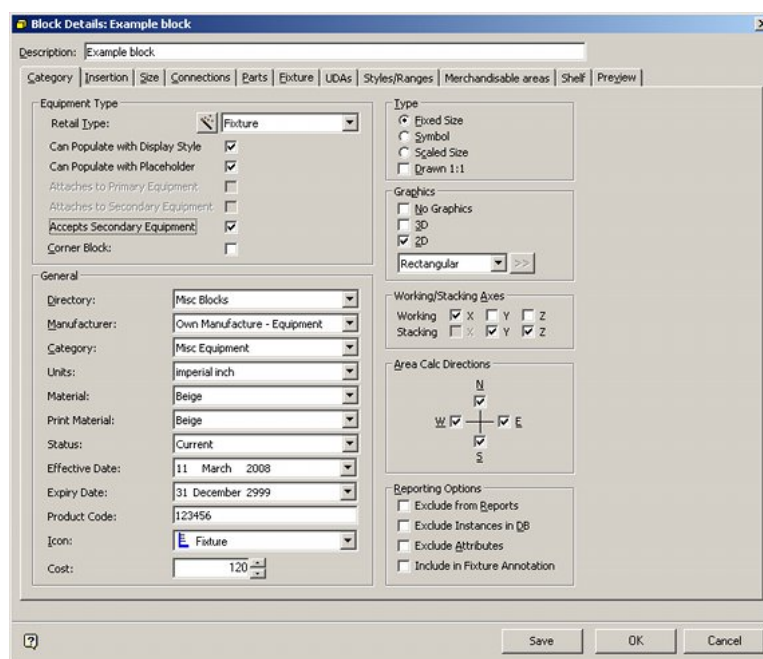 Block Details: Example block
Description: Example block
Category Insertion Size Connections Parts Fixture UDAs Styles/Ranges Merchandisable areas Shelf Preview
Equipment Type
Retail Type: Fixture
Can Populate with Display Style
Can Populate with Placeholder
Attaches to Primary Equipment
Attaches to Secondary Equipment
Accepts Secondary Equipment
Corner Block:
General
Directory: Misc Blocks
Manufacturer: Own Manufacture - Equipment
Category: Misc Equipment
Units: imperial inch
Material: Beige
Print Material: Beige
Status: Current
Effective Date: 11 March 2008
Expiry Date: 31 December 2999
Product Code: 123456
Icon: Fixture
Cost: 120
Type
Fixed Size
Symbol
Scaled Size
Drawn 1:1
Graphics
No Graphics
3D
2D
Rectangular >>
Working/Stacking Axes
Working X Y Z
Stacking X Y Z
Area Calc Directions
N
W E
S
Reporting Options
Exclude from Reports
Exclude Instances in DB
Exclude Attributes
Include in Fixture Annotation
? Save OK Cancel